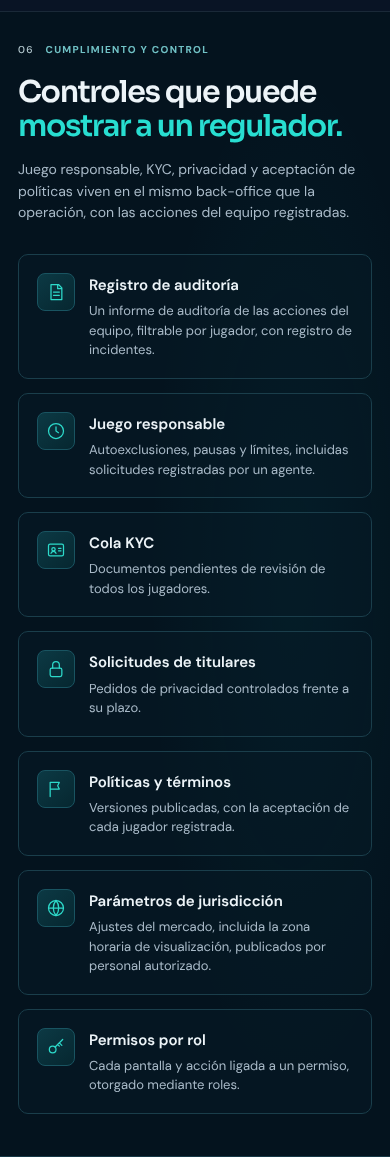 06 CUMPLIMIENTO Y CONTROL
Controles que puede
mostrar a un regulador.
Juego responsable, KYC, privacidad y aceptación de
políticas viven en el mismo back-office que la
operación, con las acciones del equipo registradas.
Registro de auditoría
Un informe de auditoría de las acciones del
equipo, filtrable por jugador, con registro de
incidentes.
Juego responsable
Autoexclusiones, pausas y límites, incluidas
solicitudes registradas por un agente.
Cola KYC
Documentos pendientes de revisión de
todos los jugadores.
Solicitudes de titulares
Pedidos de privacidad controlados frente a
su plazo.
Políticas y términos
Versiones publicadas, con la aceptación de
cada jugador registrada.
Parámetros de jurisdicción
Ajustes del mercado, incluida la zona
horaria de visualización, publicados por
personal autorizado.
Permisos por rol
Cada pantalla y acción ligada a un permiso,
otorgado mediante roles.